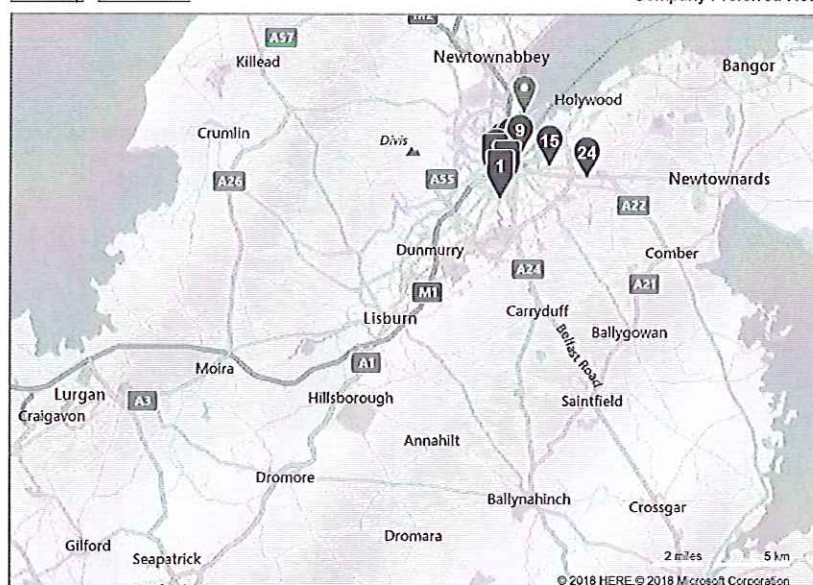 A57
Killead
Newtownabbey
Bangor
Holywood
Crumlin
Divis
9
15
24
1
A26
A55
Newtownards
A22
Dunmurry
Comber
A24
A21
M1
Carryduff
Lisburn
Ballygowan
Belfast Road
Moira
A1
Lurgan
A3
Hillsborough
Saintfield
Craigavon
Annahilt
Dromore
Ballynahinch
Crossgar
Dromara
Gilford
2 miles 5 km
Seapatrick
© 2018 HERE © 2018 Microsoft Corporation